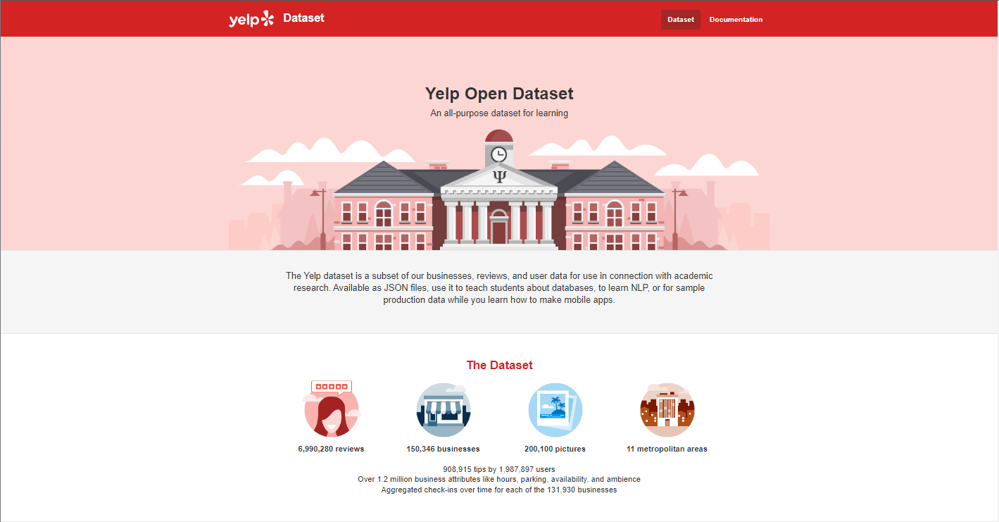 yelp Dataset
Dataset Documentation
Yelp Open Dataset
An all-purpose dataset for learning
Ψ
The Yelp dataset is a subset of our businesses, reviews, and user data for use in connection with academic
research. Available as JSON files, use it to teach students about databases, to learn NLP, or for sample
production data while you learn how to make mobile apps.
The Dataset
6,990,280 reviews
150,346 businesses
200,100 pictures
11 metropolitan areas
908,915 tips by 1,987,897 users
Over 1.2 million business attributes like hours, parking, availability, and ambience
Aggregated check-ins over time for each of the 131,930 businesses